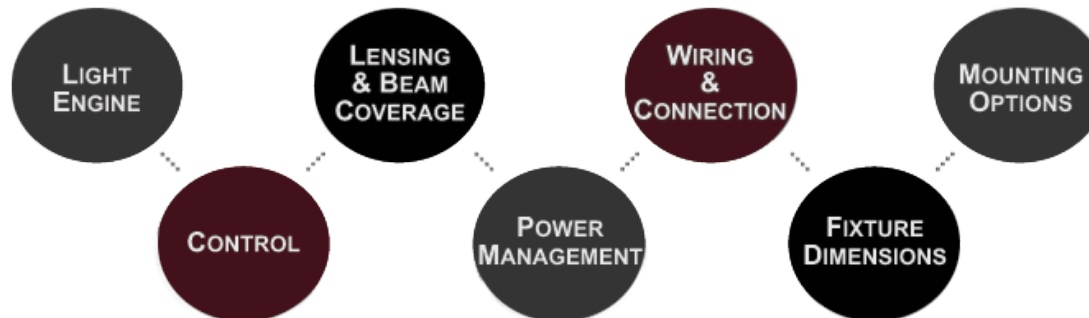 LIGHT
ENGINE
CONTROL
LENSING
& BEAM
COVERAGE
POWER
MANAGEMENT
WIRING
&
CONNECTION
FIXTURE
DIMENSIONS
MOUNTING
OPTIONS